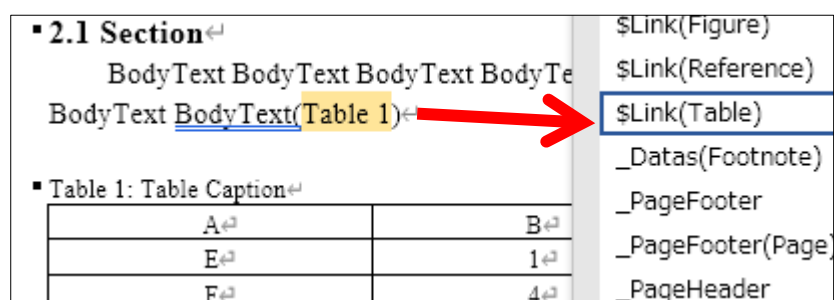 2.1 Section
BodyText BodyText BodyText BodyTe
BodyText BodyText(Table 1)
Table 1: Table Caption
A B
E 1
F 4
$Link(Figure)
$Link(Reference)
$Link(Table)
_Datas(Footnote)
_PageFooter
_PageFooter(Page)
_PageHeader